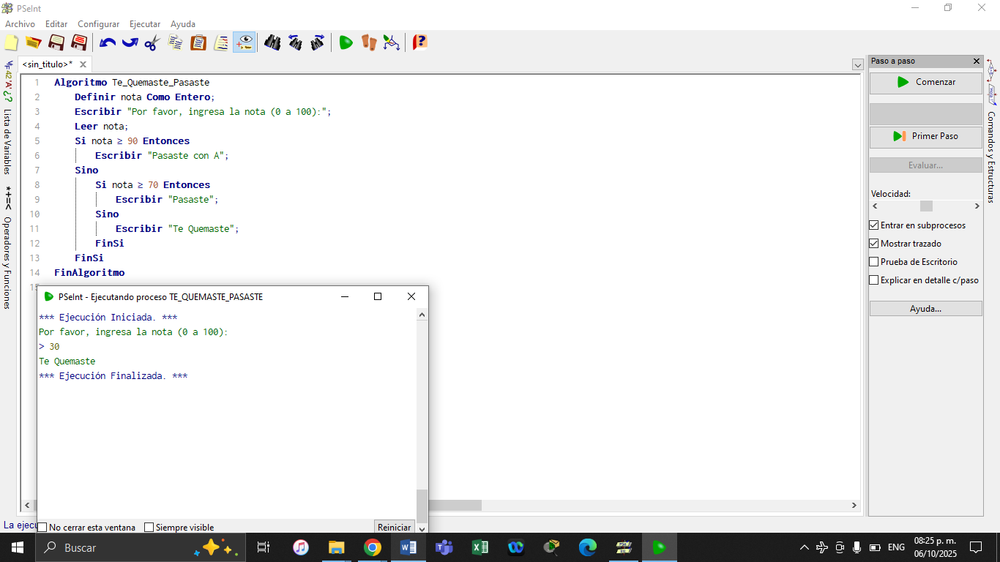 PSeInt
Archivo Editar Configurar Ejecutar Ayuda
<sin_titulo>*
Lista de Variables
*+=<
Operadores y Funciones
1 Algoritmo Te_Quemaste_Pasaste
2 Definir nota Como Entero;
3 Escribir "Por favor, ingresa la nota (0 a 100):";
4 Leer nota;
5 Si nota ≥ 90 Entonces
6 Escribir "Pasaste con A";
7 Sino
8 Si nota ≥ 70 Entonces
9 Escribir "Pasaste";
10 Sino
11 Escribir "Te Quemaste";
12 FinSi
13 FinSi
14 FinAlgoritmo
PSeInt - Ejecutando proceso TE_QUEMASTE_PASASTE
*** Ejecución Iniciada. ***
Por favor, ingresa la nota (0 a 100):
> 30
Te Quemaste
*** Ejecución Finalizada. ***
No cerrar esta ventana Siempre visible Reiniciar
La
Paso a paso
Comenzar
Primer Paso
Evaluar...
Velocidad:
Entrar en subprocesos
Mostrar trazado
Prueba de Escritorio
Explicar en detalle c/paso
Ayuda...
Comandos y Estructuras
Buscar
ENG
08:25 p. m.
06/10/2025